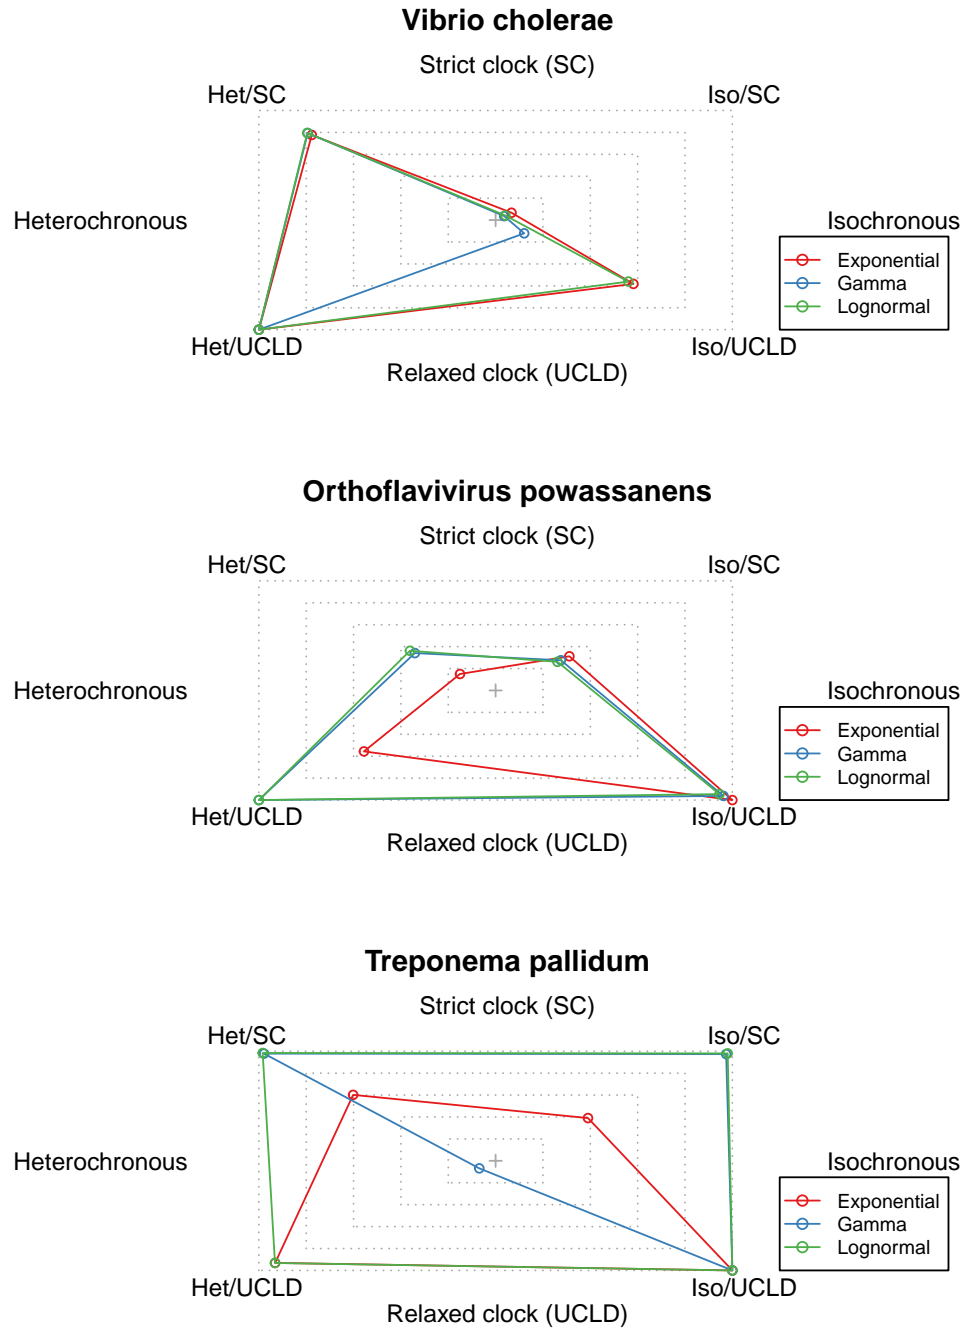 Vibrio cholerae
Strict clock (SC)
Het/SC
Iso/SC
Heterochronous
Isochronous
Exponential
Gamma
Lognormal
Het/UCLD
Iso/UCLD
Relaxed clock (UCLD)
Orthoflavivirus powassanens
Strict clock (SC)
Het/SC
Iso/SC
Heterochronous
Isochronous
Exponential
Gamma
Lognormal
Het/UCLD
Iso/UCLD
Relaxed clock (UCLD)
Treponema pallidum
Strict clock (SC)
Het/SC
Iso/SC
Heterochronous
Isochronous
Exponential
Gamma
Lognormal
Het/UCLD
Iso/UCLD
Relaxed clock (UCLD)